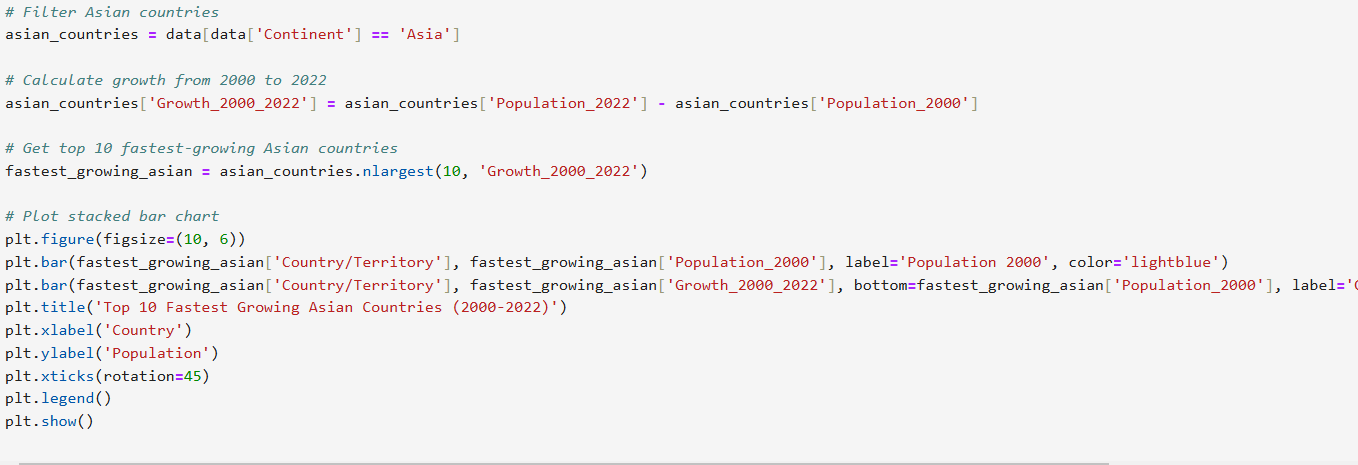 # Filter Asian countries
asian_countries = data[data['Continent'] == 'Asia']
# Calculate growth from 2000 to 2022
asian_countries['Growth_2000_2022'] = asian_countries['Population_2022'] - asian_countries['Population_2000']
# Get top 10 fastest-growing Asian countries
fastest_growing_asian = asian_countries.nlargest(10, 'Growth_2000_2022')
# Plot stacked bar chart
plt.figure(figsize=(10, 6))
plt.bar(fastest_growing_asian['Country/Territory'], fastest_growing_asian['Population_2000'], label='Population 2000', color='lightblue')
plt.bar(fastest_growing_asian['Country/Territory'], fastest_growing_asian['Growth_2000_2022'], bottom=fastest_growing_asian['Population_2000'], label='
plt.title('Top 10 Fastest Growing Asian Countries (2000-2022)')
plt.xlabel('Country')
plt.ylabel('Population')
plt.xticks(rotation=45)
plt.legend()
plt.show()